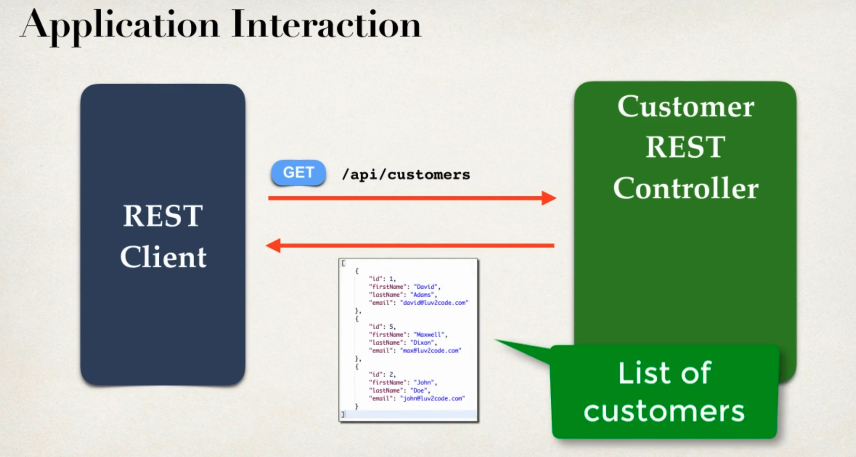 Application Interaction
REST
Client
GET /api/customers
Customer
REST
Controller
[
{
"id": 1,
"firstName": "David",
"lastName": "Adams",
"email": "david@luv2code.com"
},
{
"id": 5,
"firstName": "Maxwell",
"lastName": "Dixon",
"email": "max@luv2code.com"
},
{
"id": 2,
"firstName": "John",
"lastName": "Doe",
"email": "john@luv2code.com"
}
]
List of
customers